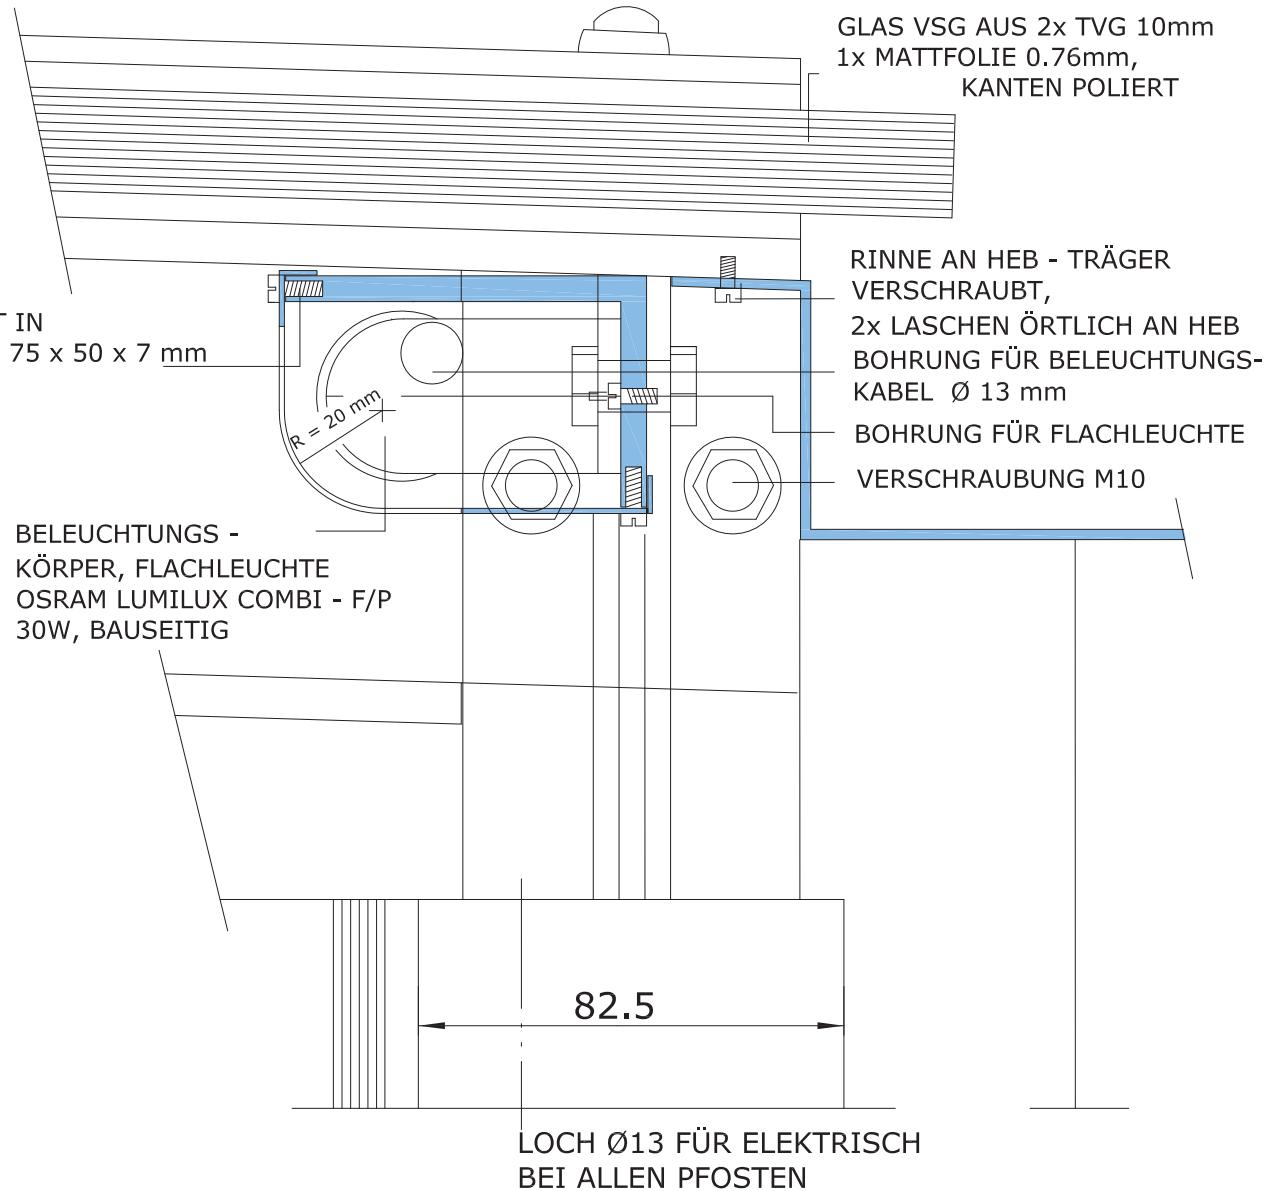 GLAS VSG AUS 2x TVG 10mm
1x MATTFOLIE 0.76mm,
KANTEN POLIERT
RINNE AN HEB - TRÄGER
VERSCHRAUBT,
2x LASCHEN ÖRTLICH AN HEB
BOHRUNG FÜR BELEUCHTUNGS-
KABEL Ø 13 mm
BOHRUNG FÜR FLACHLEUCHTE
VERSCHRAUBUNG M10
IN
75 x 50 x 7 mm
R = 20 mm
BELEUCHTUNGS -
KÖRPER, FLACHLEUCHTE
OSRAM LUMILUX COMBI - F/P
30W, BAUSEITIG
82.5
LOCH Ø13 FÜR ELEKTRISCH
BEI ALLEN PFOSTEN